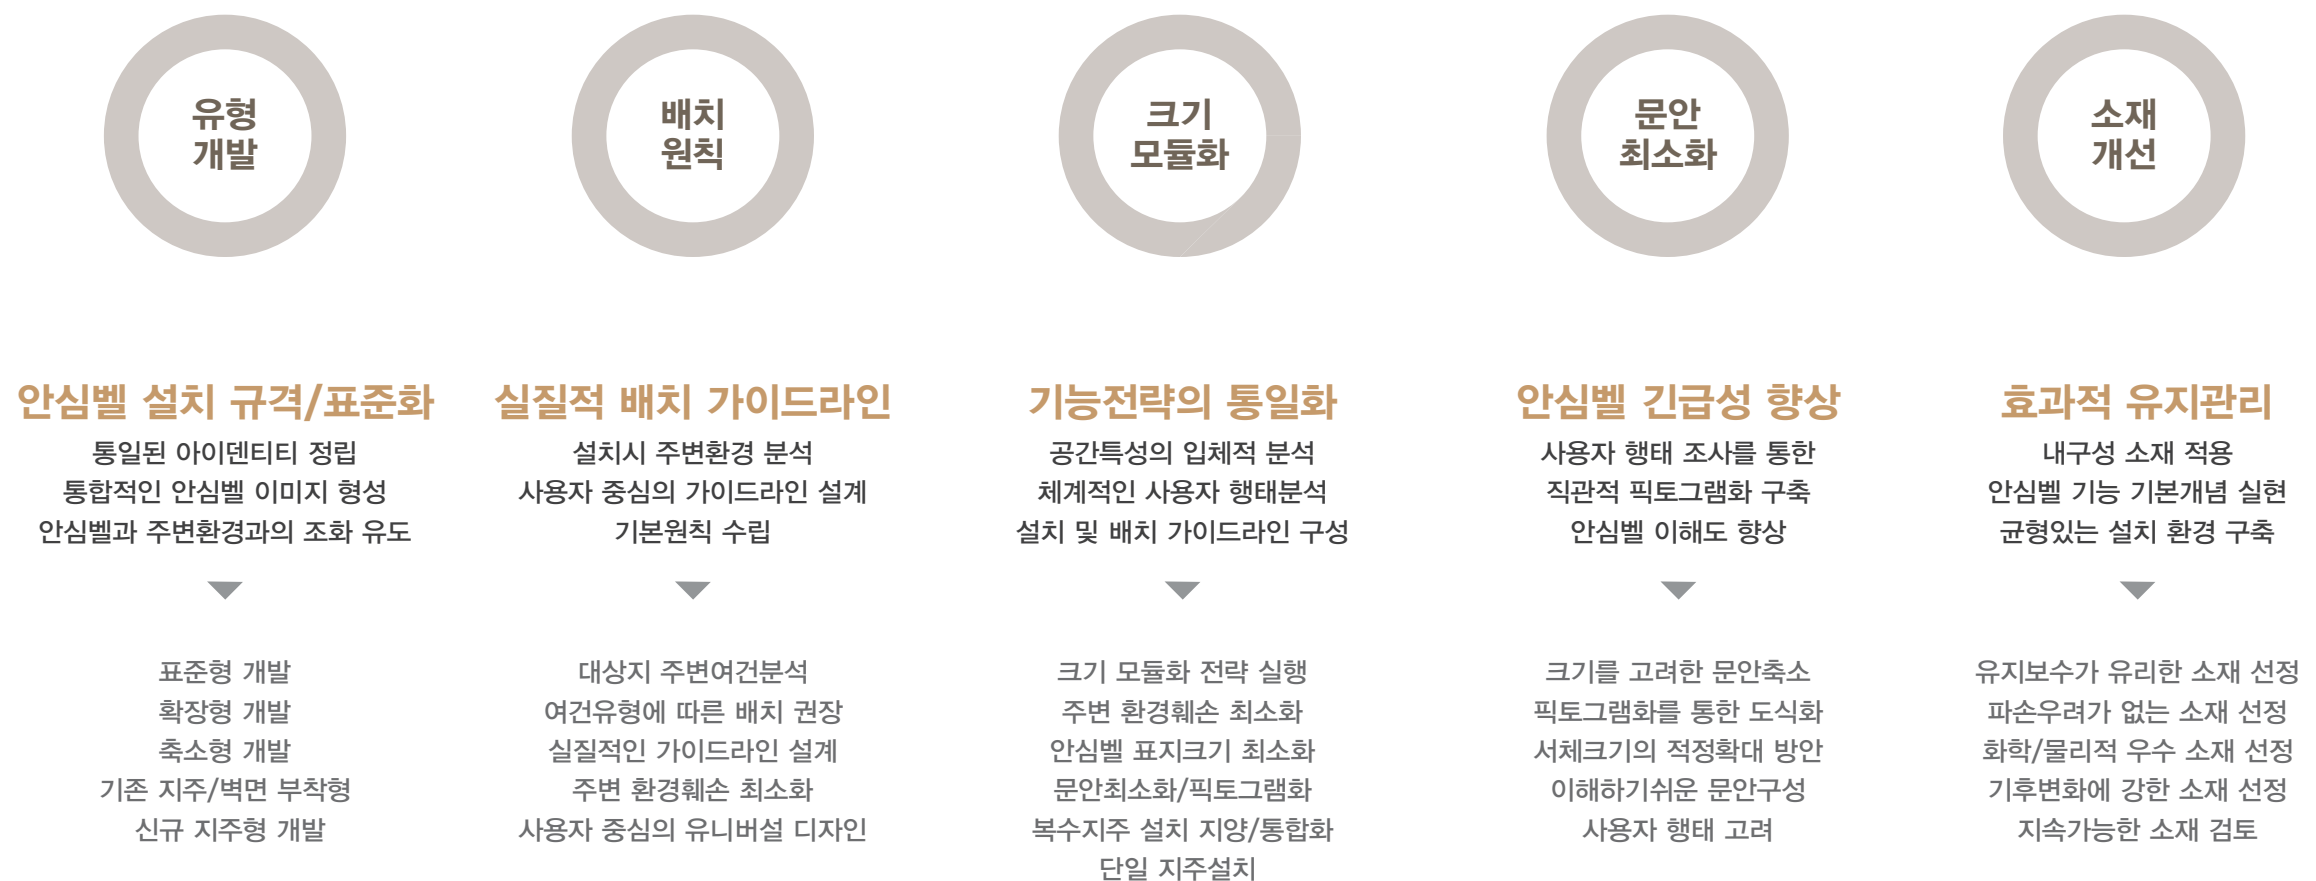 유형
개발
안심벨 설치 규격/표준화
통일된 아이덴티티 정립
통합적인 안심벨 이미지 형성
안심벨과 주변환경과의 조화 유도
표준형 개발
확장형 개발
축소형 개발
기존 지주/벽면 부착형
신규 지주형 개발
배치
원칙
실질적 배치 가이드라인
설치시 주변환경 분석
사용자 중심의 가이드라인 설계
기본원칙 수립
대상지 주변여건분석
여건유형에 따른 배치 권장
실질적인 가이드라인 설계
주변 환경훼손 최소화
사용자 중심의 유니버설 디자인
크기
모듈화
기능전략의 통일화
공간특성의 입체적 분석
체계적인 사용자 행태분석
설치 및 배치 가이드라인 구성
크기 모듈화 전략 실행
주변 환경훼손 최소화
안심벨 표지크기 최소화
문안최소화/픽토그램화
복수지주 설치 지양/통합화
단일 지주설치
문안
최소화
안심벨 긴급성 향상
사용자 행태 조사를 통한
직관적 픽토그램화 구축
안심벨 이해도 향상
크기를 고려한 문안축소
픽토그램화를 통한 도식화
서체크기의 적정확대 방안
이해하기쉬운 문안구성
사용자 행태 고려
소재
개선
효과적 유지관리
내구성 소재 적용
안심벨 기능 기본개념 실현
균형있는 설치 환경 구축
유지보수가 유리한 소재 선정
파손우려가 없는 소재 선정
화학/물리적 우수 소재 선정
기후변화에 강한 소재 선정
지속가능한 소재 검토